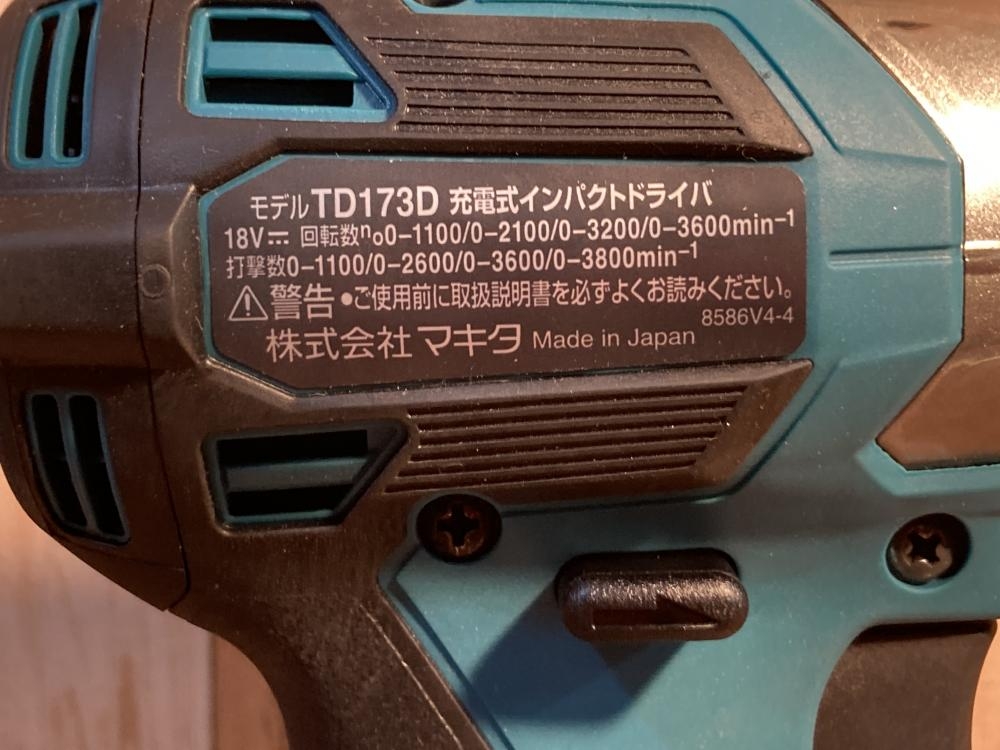 モデルTD173D 充電式インパクトドライバ
18V⎓ 回転数n₀0-1100/0-2100/0-3200/0-3600min⁻¹
打撃数0-1100/0-2600/0-3600/0-3800min⁻¹
⚠警告 ●ご使用前に取扱説明書を必ずよくお読みください。
8586V4-4
株式会社 マキタ Made in Japan